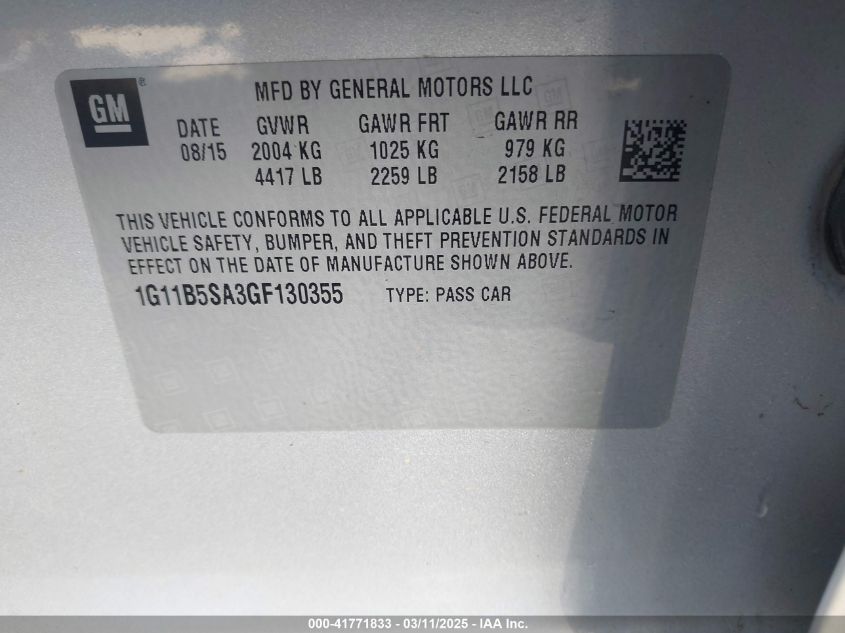 GM®
MFD BY GENERAL MOTORS LLC
DATE GVWR GAWR FRT GAWR RR
08/15 2004 KG 1025 KG 979 KG
4417 LB 2259 LB 2158 LB
THIS VEHICLE CONFORMS TO ALL APPLICABLE U.S. FEDERAL MOTOR
VEHICLE SAFETY, BUMPER, AND THEFT PREVENTION STANDARDS IN
EFFECT ON THE DATE OF MANUFACTURE SHOWN ABOVE.
1G11B5SA3GF130355 TYPE: PASS CAR
000-41771833 - 03/11/2025 - IAA Inc.